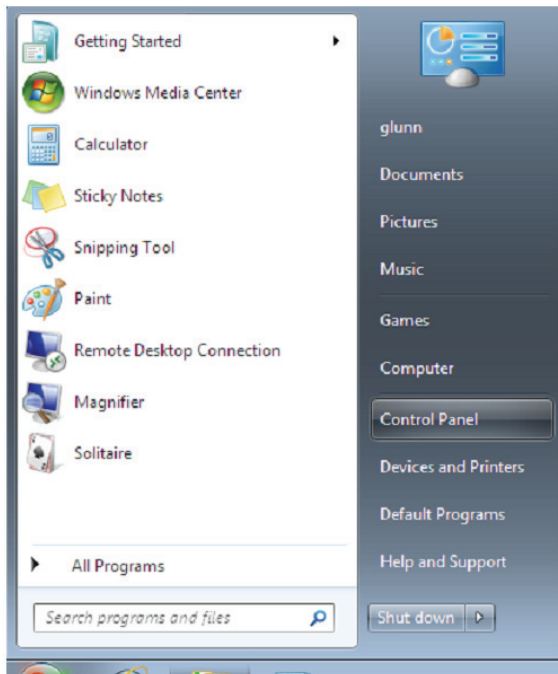 Getting Started
Windows Media Center
Calculator
Sticky Notes
Snipping Tool
Paint
Remote Desktop Connection
Magnifier
Solitaire
All Programs
Search programs and files
glunn
Documents
Pictures
Music
Games
Computer
Control Panel
Devices and Printers
Default Programs
Help and Support
Shut down